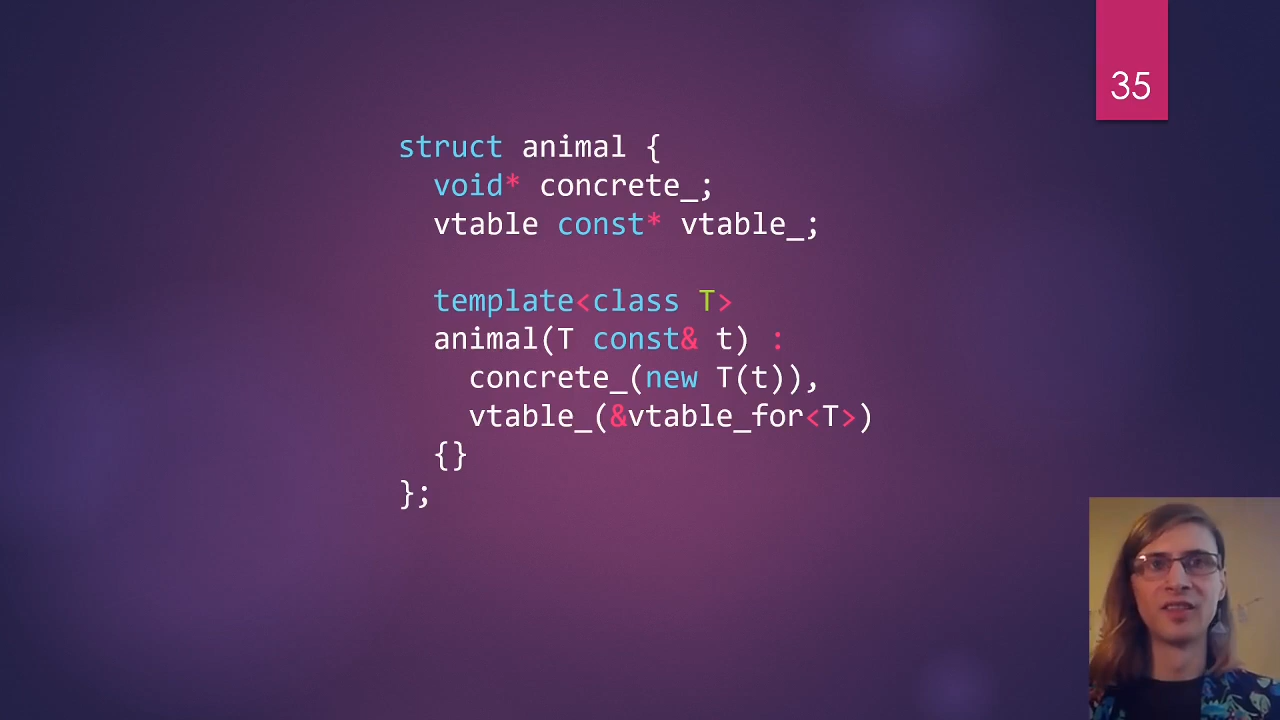 35
struct animal {
  void* concrete_;
  vtable const* vtable_;

  template<class T>
  animal(T const& t) :
    concrete_(new T(t)),
    vtable_(&vtable_for<T>)
  {}
};